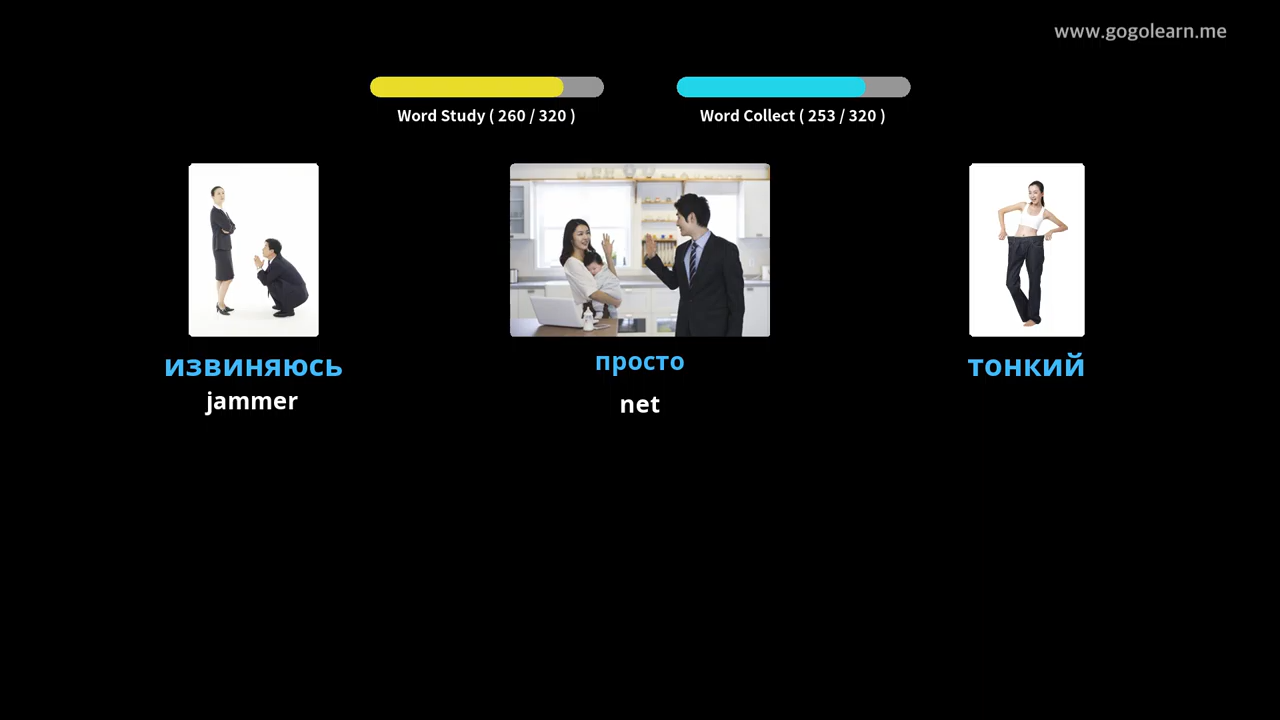 www.gogolearn.me
Word Study ( 260 / 320 )
Word Collect ( 253 / 320 )
извиняюсь
jammer
просто
net
тонкий